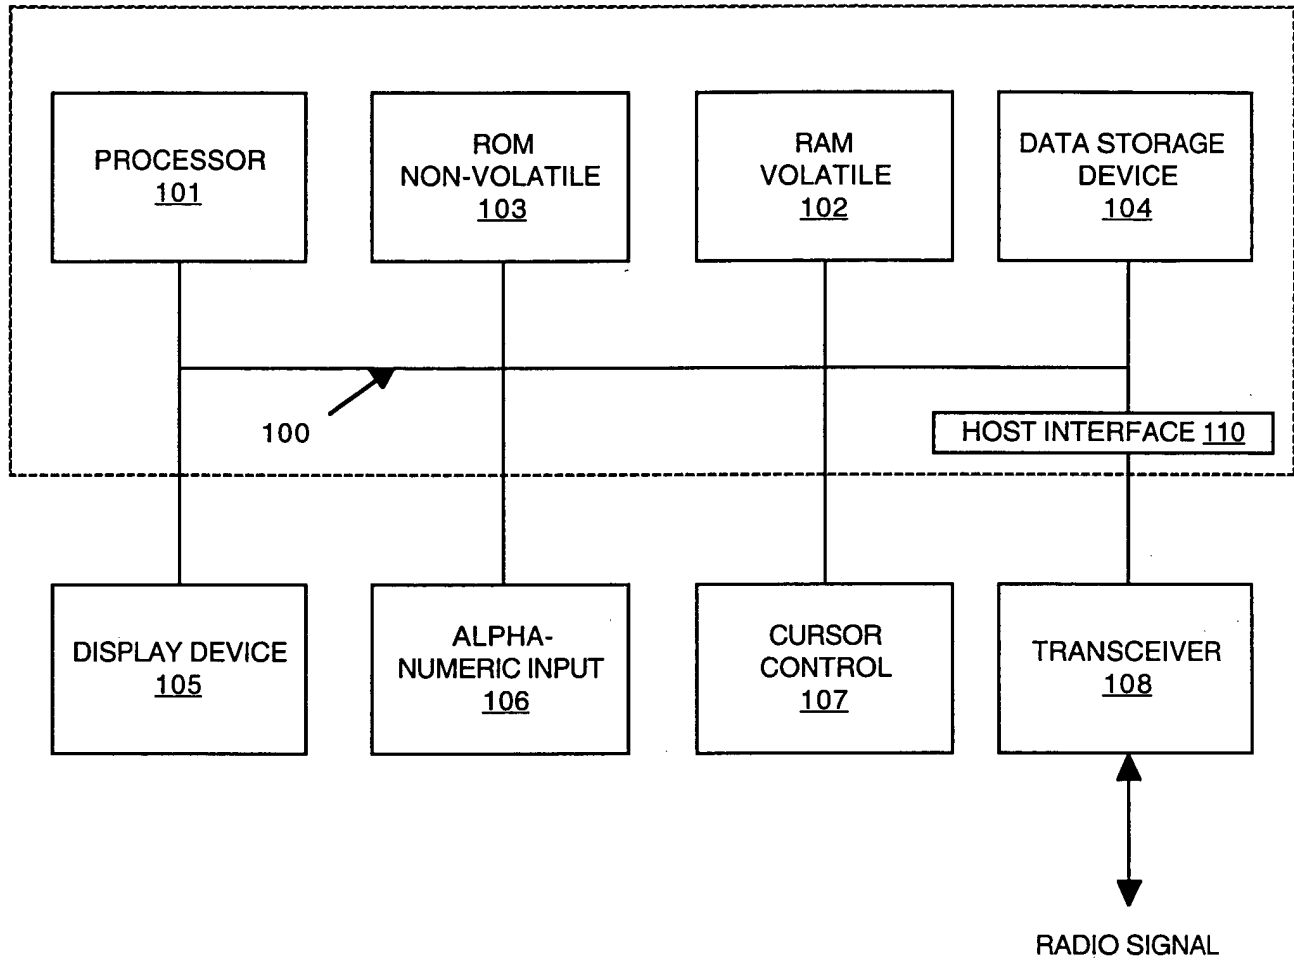 PROCESSOR
101
ROM
NON-VOLATILE
103
RAM
VOLATILE
102
DATA STORAGE
DEVICE
104
100
HOST INTERFACE 110
DISPLAY DEVICE
105
ALPHA-
NUMERIC INPUT
106
CURSOR
CONTROL
107
TRANSCEIVER
108
RADIO SIGNAL